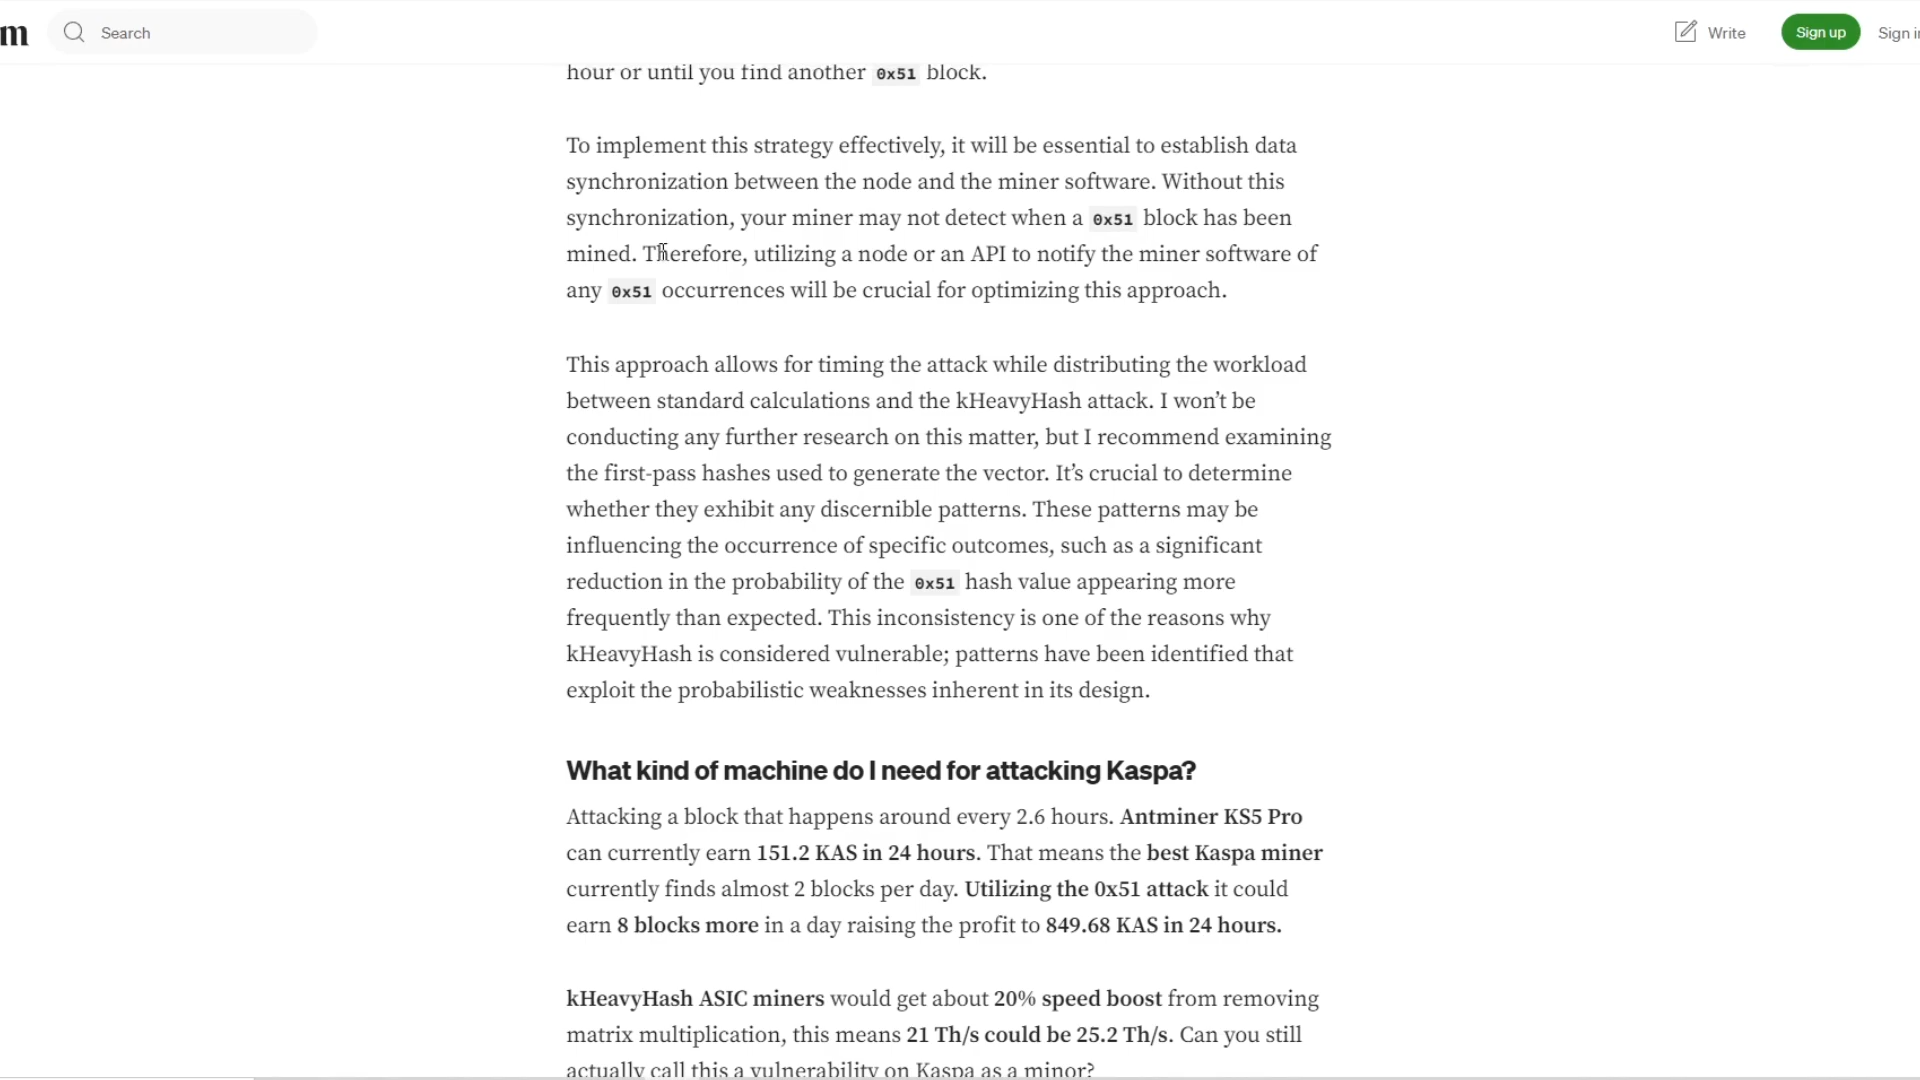 m
Search
Write
Sign up
Sign in
hour or until you find another 0x51 block.
To implement this strategy effectively, it will be essential to establish data
synchronization between the node and the miner software. Without this
synchronization, your miner may not detect when a 0x51 block has been
mined. Therefore, utilizing a node or an API to notify the miner software of
any 0x51 occurrences will be crucial for optimizing this approach.
This approach allows for timing the attack while distributing the workload
between standard calculations and the kHeavyHash attack. I won’t be
conducting any further research on this matter, but I recommend examining
the first-pass hashes used to generate the vector. It’s crucial to determine
whether they exhibit any discernible patterns. These patterns may be
influencing the occurrence of specific outcomes, such as a significant
reduction in the probability of the 0x51 hash value appearing more
frequently than expected. This inconsistency is one of the reasons why
kHeavyHash is considered vulnerable; patterns have been identified that
exploit the probabilistic weaknesses inherent in its design.
What kind of machine do I need for attacking Kaspa?
Attacking a block that happens around every 2.6 hours. Antminer KS5 Pro
can currently earn 151.2 KAS in 24 hours. That means the best Kaspa miner
currently finds almost 2 blocks per day. Utilizing the 0x51 attack it could
earn 8 blocks more in a day raising the profit to 849.68 KAS in 24 hours.
kHeavyHash ASIC miners would get about 20% speed boost from removing
matrix multiplication, this means 21 Th/s could be 25.2 Th/s. Can you still
actually call this a vulnerability on Kaspa as a minor?